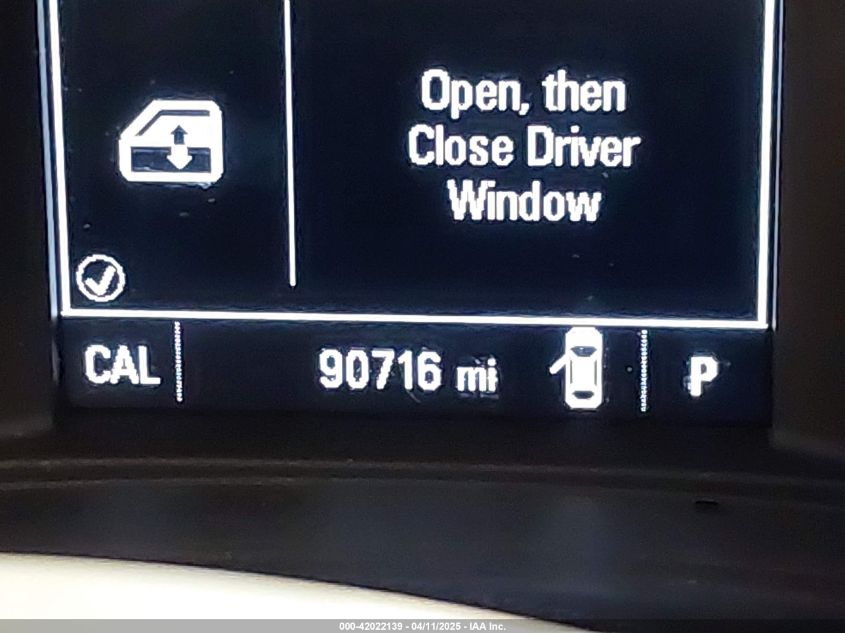 Open, then
Close Driver
Window
CAL
90716 mi
P
000-42022139 - 04/11/2025 - IAA Inc.